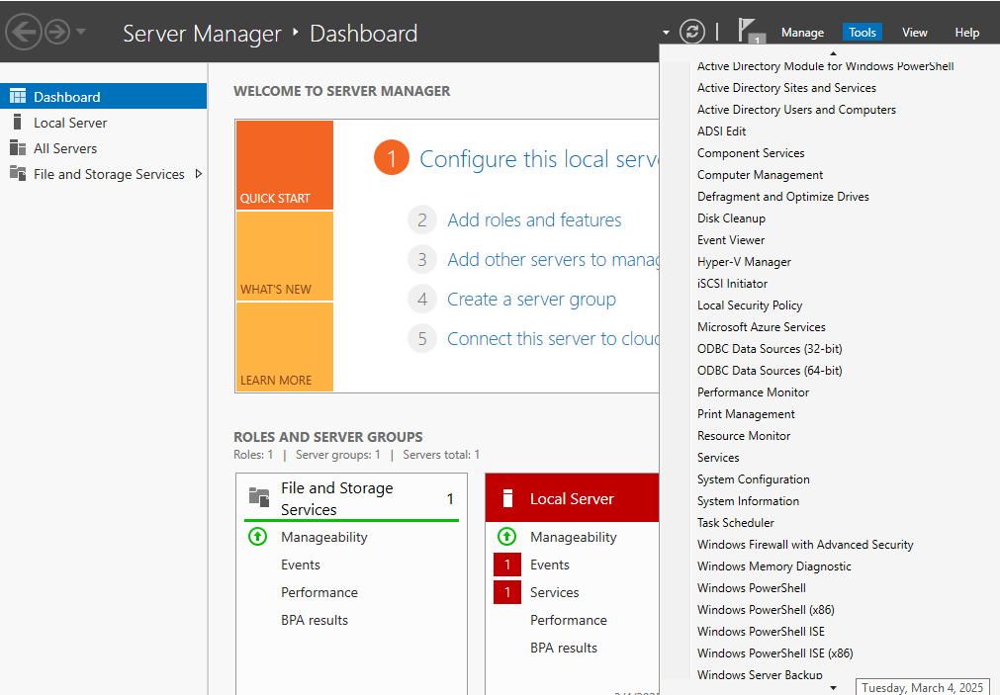 Server Manager ‣ Dashboard
1
Manage
Tools
View
Help
Dashboard
Local Server
All Servers
File and Storage Services
WELCOME TO SERVER MANAGER
QUICK START
WHAT'S NEW
LEARN MORE
1 Configure this local serve
2 Add roles and features
3 Add other servers to manag
4 Create a server group
5 Connect this server to cloud
ROLES AND SERVER GROUPS
Roles: 1 | Server groups: 1 | Servers total: 1
File and Storage
Services
1
Manageability
Events
Performance
BPA results
Local Server
Manageability
1 Events
1 Services
Performance
BPA results
Active Directory Module for Windows PowerShell
Active Directory Sites and Services
Active Directory Users and Computers
ADSI Edit
Component Services
Computer Management
Defragment and Optimize Drives
Disk Cleanup
Event Viewer
Hyper-V Manager
iSCSI Initiator
Local Security Policy
Microsoft Azure Services
ODBC Data Sources (32-bit)
ODBC Data Sources (64-bit)
Performance Monitor
Print Management
Resource Monitor
Services
System Configuration
System Information
Task Scheduler
Windows Firewall with Advanced Security
Windows Memory Diagnostic
Windows PowerShell
Windows PowerShell (x86)
Windows PowerShell ISE
Windows PowerShell ISE (x86)
Windows Server Backup
Tuesday, March 4, 2025